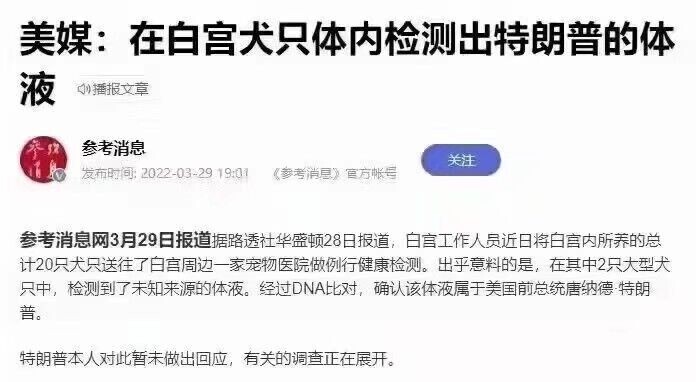 美媒：在白宫犬只体内检测出特朗普的体
液 播报文章
参考消息
发布时间: 2022-03-29 19:01 《参考消息》官方帐号
关注
参考消息网3月29日报道据路透社华盛顿28日报道，白宫工作人员近日将白宫内所养的总
计20只犬只送往了白宫周边一家宠物医院做例行健康检测。出乎意料的是，在其中2只大型犬
只中，检测到了未知来源的体液。经过DNA比对，确认该体液属于美国前总统唐纳德·特朗
普。
特朗普本人对此暂未做出回应，有关的调查正在展开。